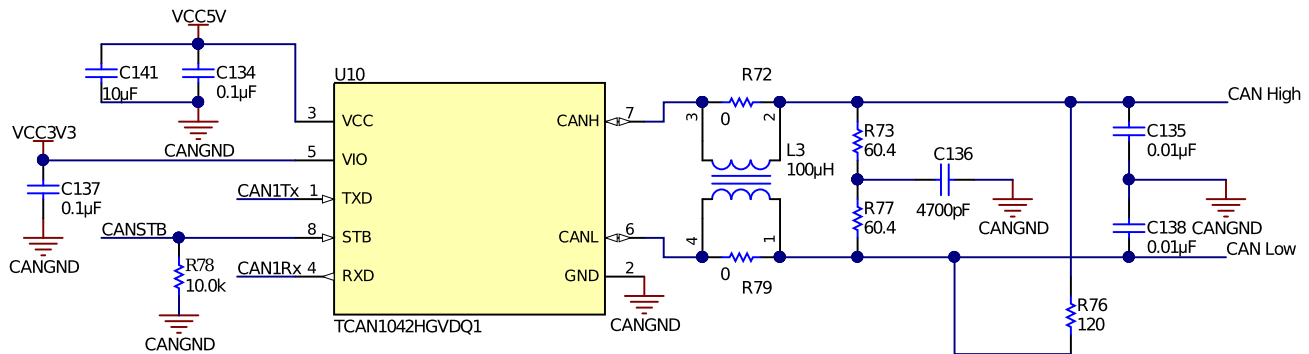 VCC5V
C141
10µF
C134
0.1µF
CANGND
VCC3V3
C137
0.1µF
CANGND
CANSTB
R78
10.0k
CANGND
CAN1Tx
CAN1Rx
U10
3 VCC
5 VIO
1 TXD
8 STB
4 RXD
CANH 7
CANL 6
GND 2
TCAN1042HGVDQ1
CANGND
R72
0
3
2
L3
100µH
4
1
0
R79
R73
60.4
R77
60.4
C136
4700pF
CANGND
CAN High
C135
0.01µF
CANGND
C138
0.01µF
CAN Low
R76
120